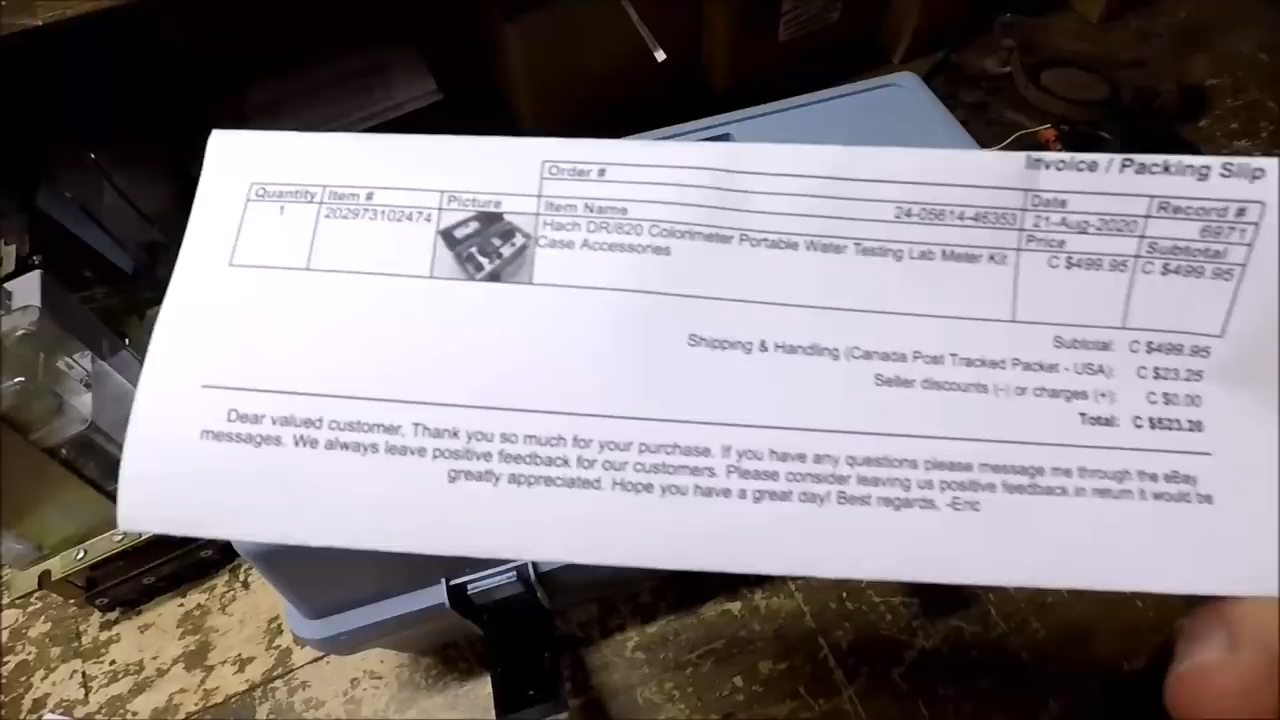 Invoice / Packing Slip
Order # 24-05614-46353
Date 21-Aug-2020
Record # 6971
Quantity Item # Picture Item Name Price Subtotal
1 202973102474 Hach DR/820 Colorimeter Portable Water Testing Lab Meter Kit C $499.95 C $499.95
Case Accessories
Subtotal: C $499.95
Shipping & Handling (Canada Post Tracked Packet - USA): C $23.25
Seller discounts (-) or charges (+): C $0.00
Total: C $523.20
Dear valued customer, Thank you so much for your purchase. If you have any questions please message me through the eBay
messages. We always leave positive feedback for our customers. Please consider leaving us positive feedback in return it would be
greatly appreciated. Hope you have a great day! Best regards, -Eric